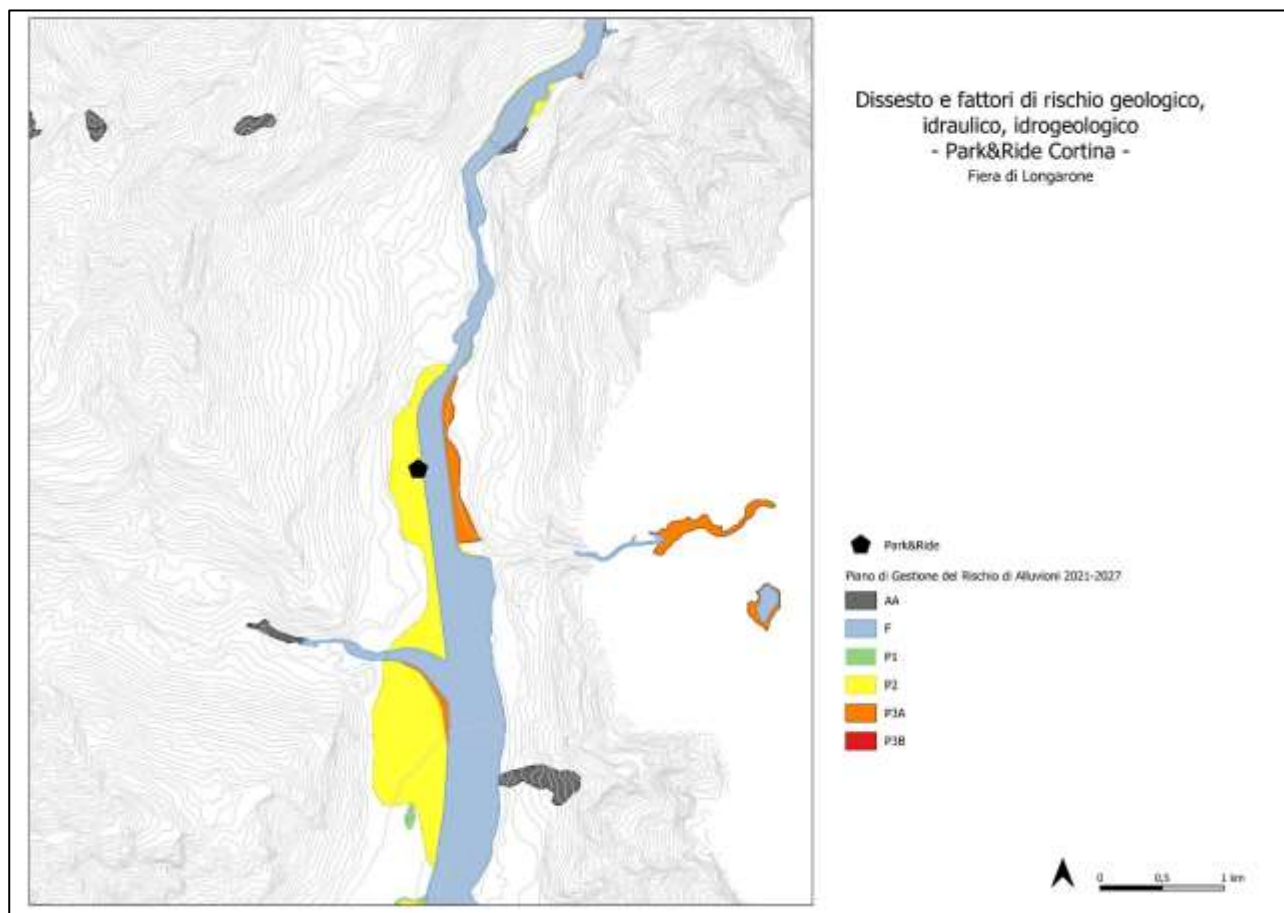 Dissesto e fattori di rischio geologico,
idraulico, idrogeologico
- Park&Ride Cortina -
Fiera di Longarone
Park&Ride
Piano di Gestione del Rischio di Alluvioni 2021-2027
AA
F
P1
P2
P3A
P3B
0 0,5 1 km